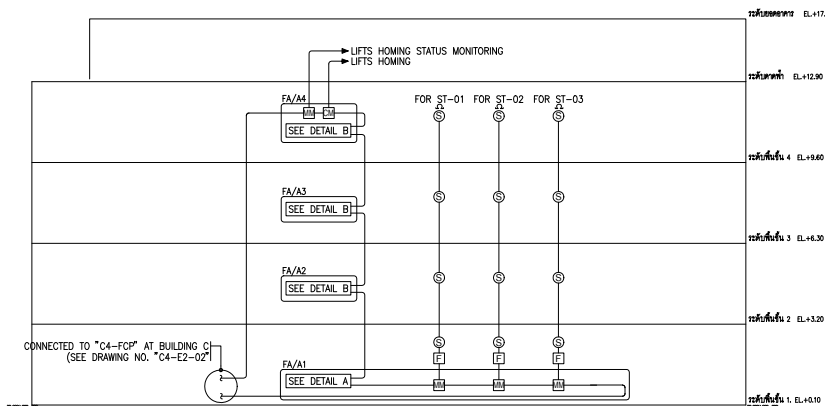 ระดับยอดอาคาร EL.+17.
LIFTS HOMING STATUS MONITORING
LIFTS HOMING
ระดับดาดฟ้า EL.+12.90
FA/A4
FOR ST-01 FOR ST-02 FOR ST-03
MM CM
S S S
SEE DETAIL B
ระดับพื้นชั้น 4 EL.+9.60
FA/A3
S S S
SEE DETAIL B
ระดับพื้นชั้น 3 EL.+6.30
FA/A2
S S S
SEE DETAIL B
ระดับพื้นชั้น 2 EL.+3.20
CONNECTED TO "C4-FCP" AT BUILDING C
(SEE DRAWING NO. "C4-E2-02"
S S S
F F F
FA/A1
SEE DETAIL A
MM MM MM
ระดับพื้นชั้น 1. EL.+0.10